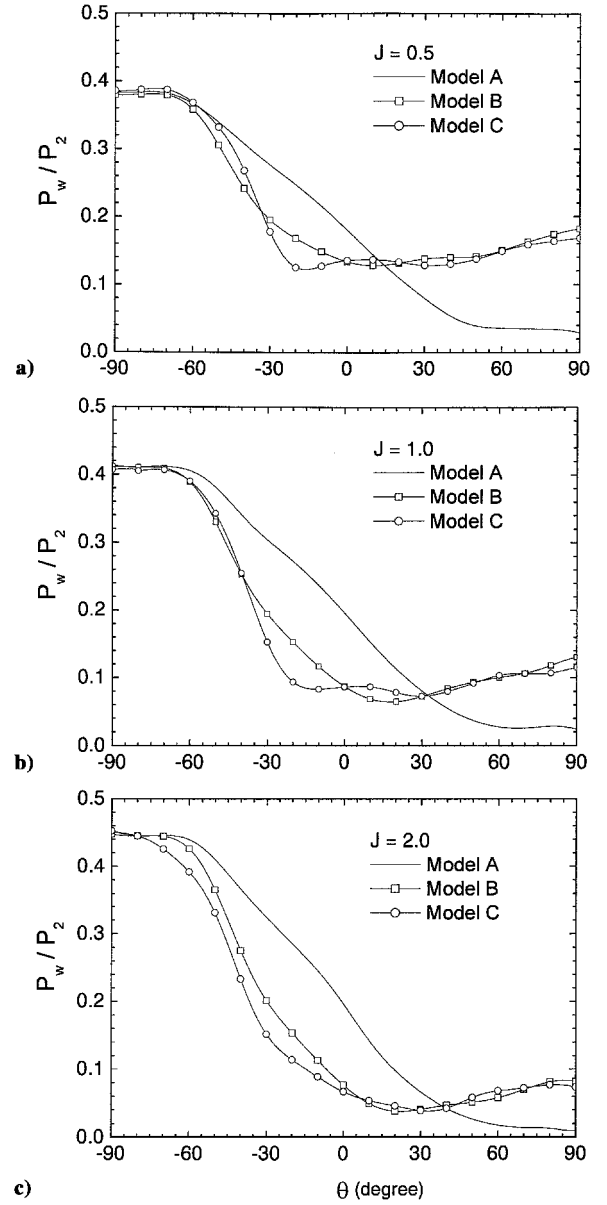 0.5
J = 0.5
Model A
Model B
Model C
0.4
0.3
0.2
0.1
0.0
P_w / P_2
a)
-90 -60 -30 0 30 60 90
0.5
J = 1.0
Model A
Model B
Model C
0.4
0.3
0.2
0.1
0.0
P_w / P_2
b)
-90 -60 -30 0 30 60 90
0.5
J = 2.0
Model A
Model B
Model C
0.4
0.3
0.2
0.1
0.0
P_w / P_2
-90 -60 -30 0 30 60 90
c)
θ (degree)